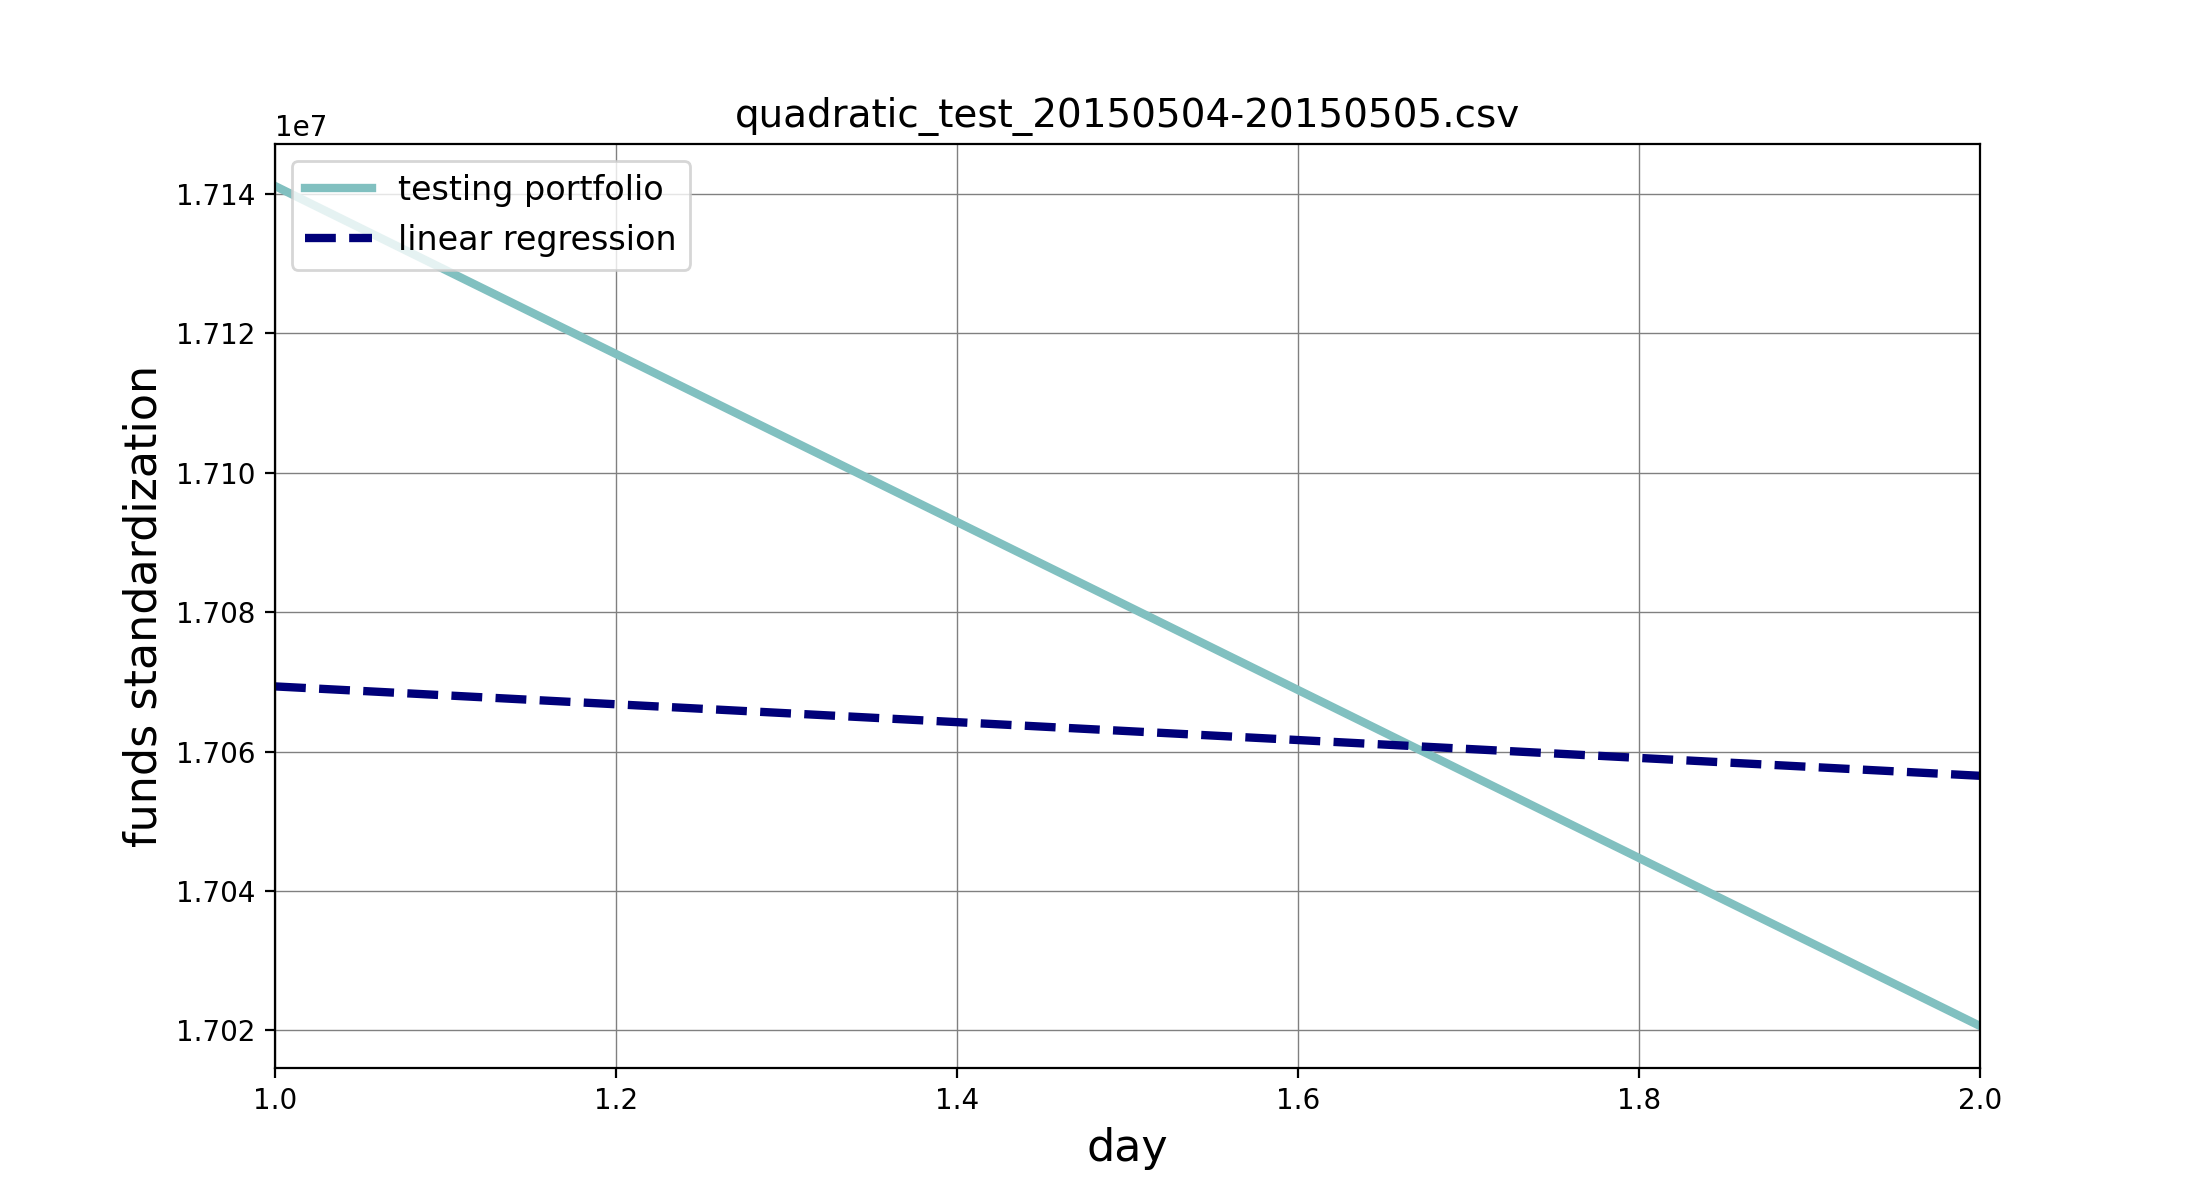 quadratic_test_20150504-20150505.csv
1e7
testing portfolio
linear regression
1.714
1.712
1.710
1.708
1.706
1.704
1.702
funds standardization
1.0 1.2 1.4 1.6 1.8 2.0
day